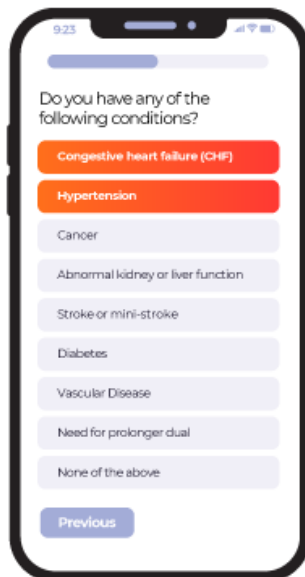 9:23
Do you have any of the
following conditions?
Congestive heart failure (CHF)
Hypertension
Cancer
Abnormal kidney or liver function
Stroke or mini-stroke
Diabetes
Vascular Disease
Need for prolonger dual
None of the above
Previous